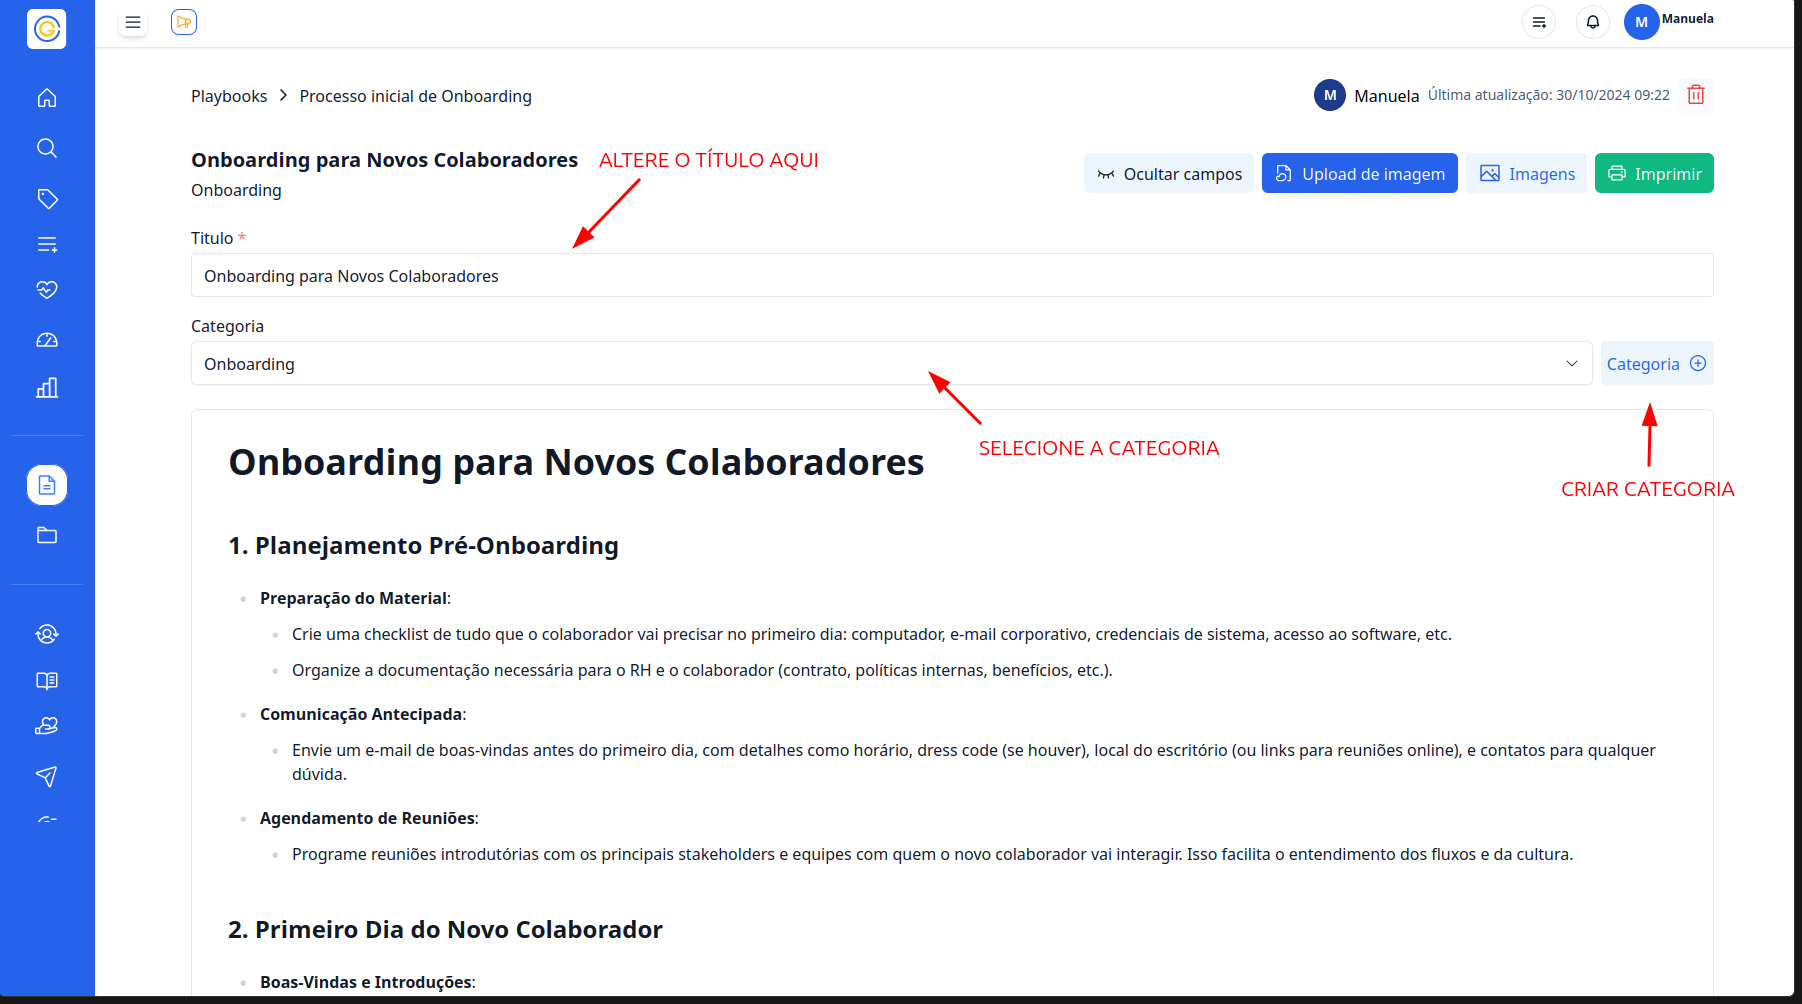 M Manuela
Playbooks > Processo inicial de Onboarding
M Manuela Última atualização: 30/10/2024 09:22
Onboarding para Novos Colaboradores
ALTERE O TÍTULO AQUI
Onboarding
Ocultar campos
Upload de imagem
Imagens
Imprimir
Titulo *
Onboarding para Novos Colaboradores
Categoria
Onboarding
Categoria
SELECIONE A CATEGORIA
CRIAR CATEGORIA
Onboarding para Novos Colaboradores
1. Planejamento Pré-Onboarding
Preparação do Material:
Crie uma checklist de tudo que o colaborador vai precisar no primeiro dia: computador, e-mail corporativo, credenciais de sistema, acesso ao software, etc.
Organize a documentação necessária para o RH e o colaborador (contrato, políticas internas, benefícios, etc.).
Comunicação Antecipada:
Envie um e-mail de boas-vindas antes do primeiro dia, com detalhes como horário, dress code (se houver), local do escritório (ou links para reuniões online), e contatos para qualquer
dúvida.
Agendamento de Reuniões:
Programe reuniões introdutórias com os principais stakeholders e equipes com quem o novo colaborador vai interagir. Isso facilita o entendimento dos fluxos e da cultura.
2. Primeiro Dia do Novo Colaborador
Boas-Vindas e Introduções: